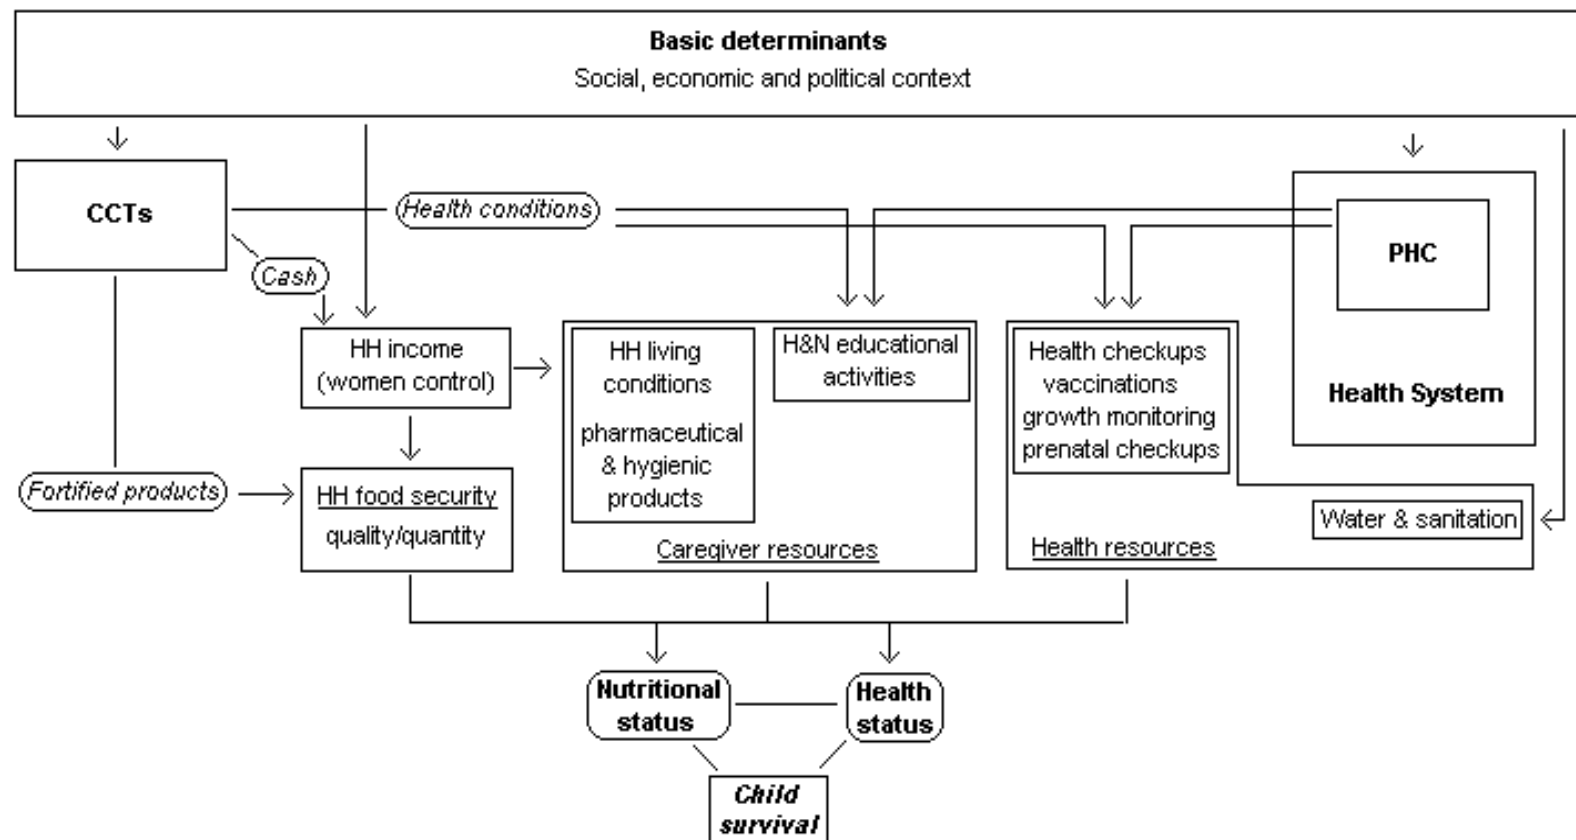 Basic determinants
Social, economic and political context
CCTs
Health conditions
Cash
PHC
Health System
HH income
(women control)
HH living
conditions
pharmaceutical
& hygienic
products
H&N educational
activities
Caregiver resources
Health checkups
vaccinations
growth monitoring
prenatal checkups
Water & sanitation
Health resources
Fortified products
HH food security
quality/quantity
Nutritional
status
Health
status
Child
survival